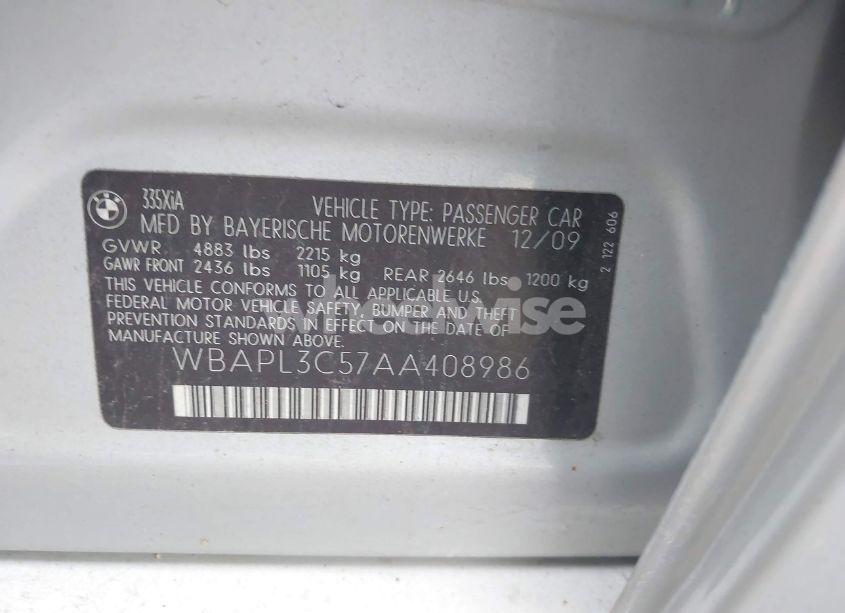 BMW
335XiA
VEHICLE TYPE: PASSENGER CAR
MFD BY BAYERISCHE MOTORENWERKE 12/09
GVWR. 4883 lbs 2215 kg
GAWR FRONT 2436 lbs 1105 kg REAR 2646 lbs 1200 kg
THIS VEHICLE CONFORMS TO ALL APPLICABLE U.S.
FEDERAL MOTOR VEHICLE SAFETY, BUMPER AND THEFT
PREVENTION STANDARDS IN EFFECT ON THE DATE OF
MANUFACTURE SHOWN ABOVE.
WBAPL3C57AA408986
2 122 606
wheelwise